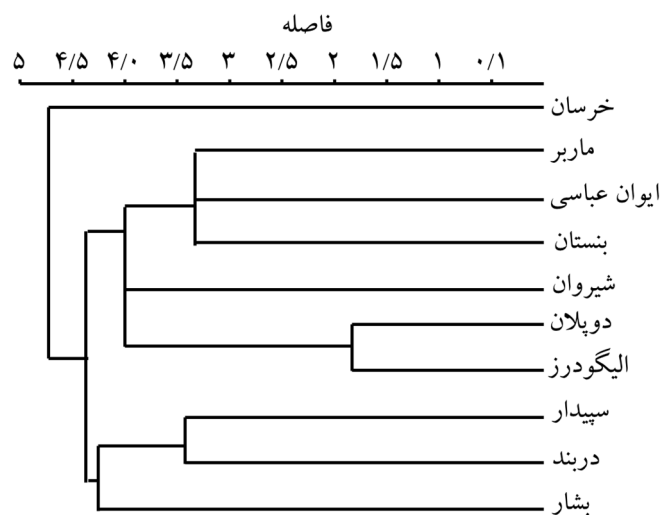 فاصله
۵ ۴/۵ ۴/۰ ۳/۵ ۳ ۲/۵ ۲ ۱/۵ ۱ ۰/۱
خرسان
ماربر
ایوان عباسی
بنستان
شیروان
دوپلان
الیگودرز
سپیدار
دربند
بشار